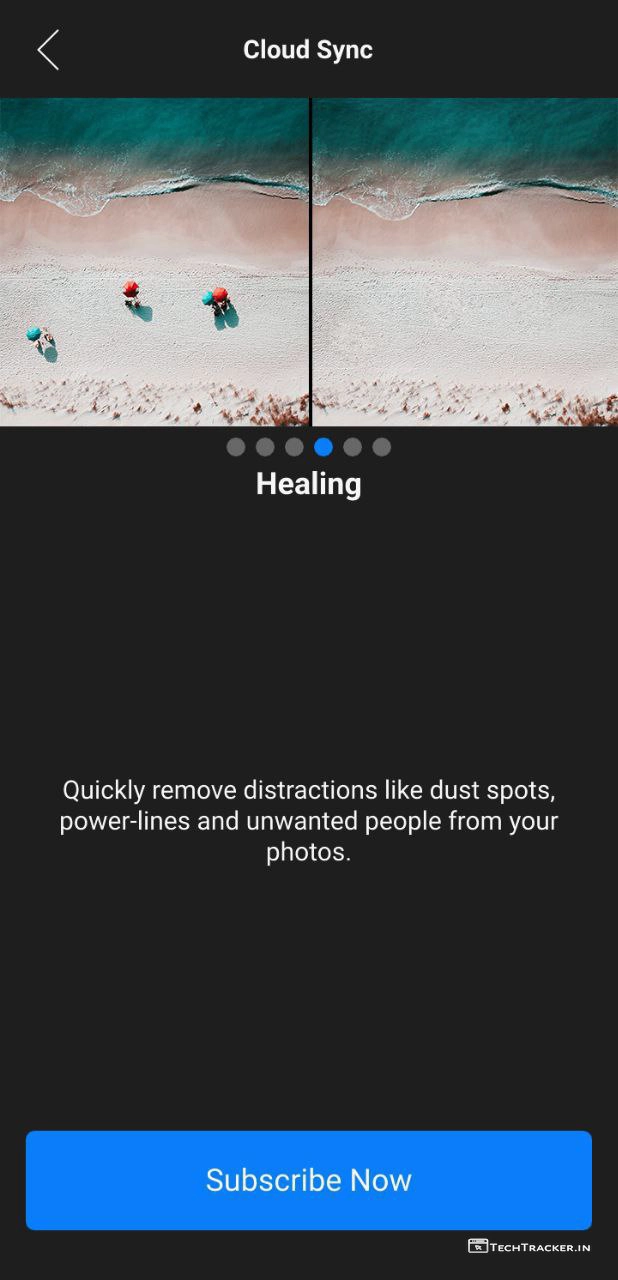 Cloud Sync
Healing
Quickly remove distractions like dust spots,
power-lines and unwanted people from your
photos.
Subscribe Now
TECHTRACKER.IN